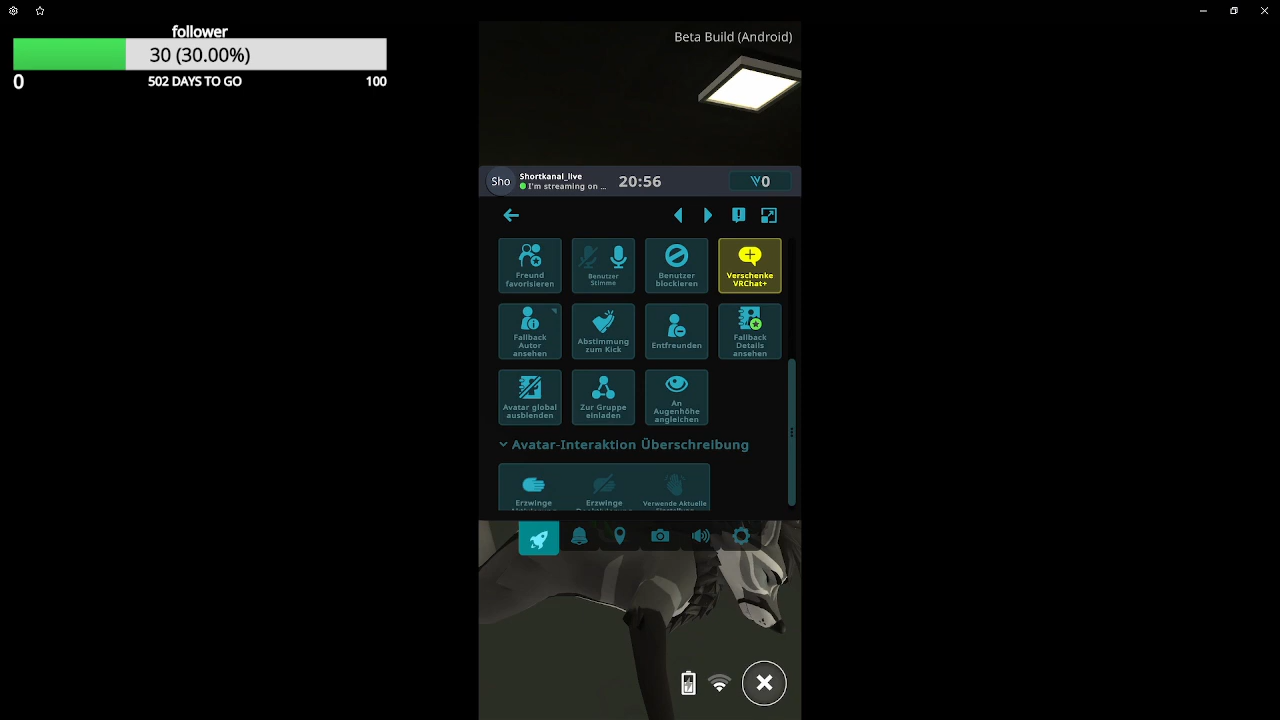 follower
30 (30.00%)
0
502 DAYS TO GO
100
Beta Build (Android)
Sho
Shortkanal_live
I'm streaming on ...
20:56
0
Freund
favorisieren
Benutzer
Stimme
Benutzer
blockieren
Verschenke
VRChat+
Fallback
Autor
ansehen
Abstimmung
zum Kick
Entfreunden
Fallback
Details
ansehen
Avatar global
ausblenden
Zur Gruppe
einladen
An
Augenhöhe
angleichen
Avatar-Interaktion Überschreibung
Erzwinge
Erzwinge
Verwende Aktuelle